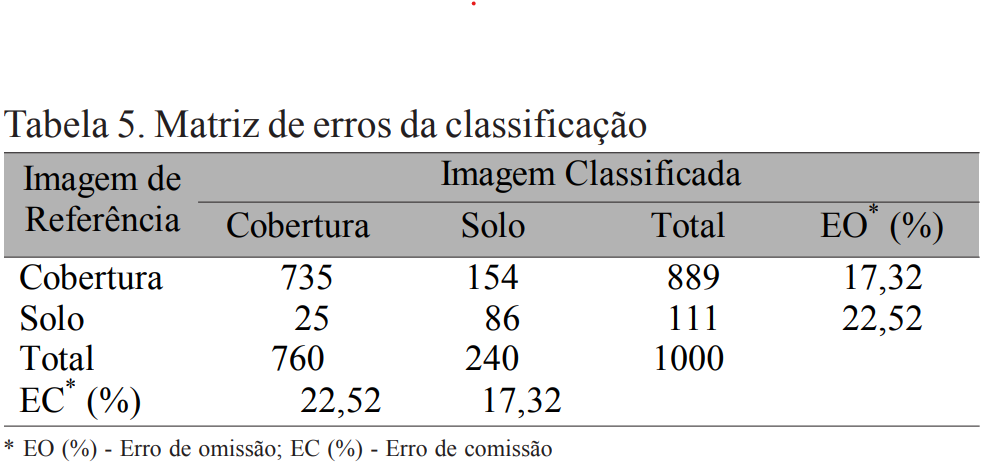 Tabela 5. Matriz de erros da classificação
Imagem de Referência Imagem Classificada
Cobertura Solo Total EO* (%)
Cobertura 735 154 889 17,32
Solo 25 86 111 22,52
Total 760 240 1000
EC* (%) 22,52 17,32
* EO (%) - Erro de omissão; EC (%) - Erro de comissão